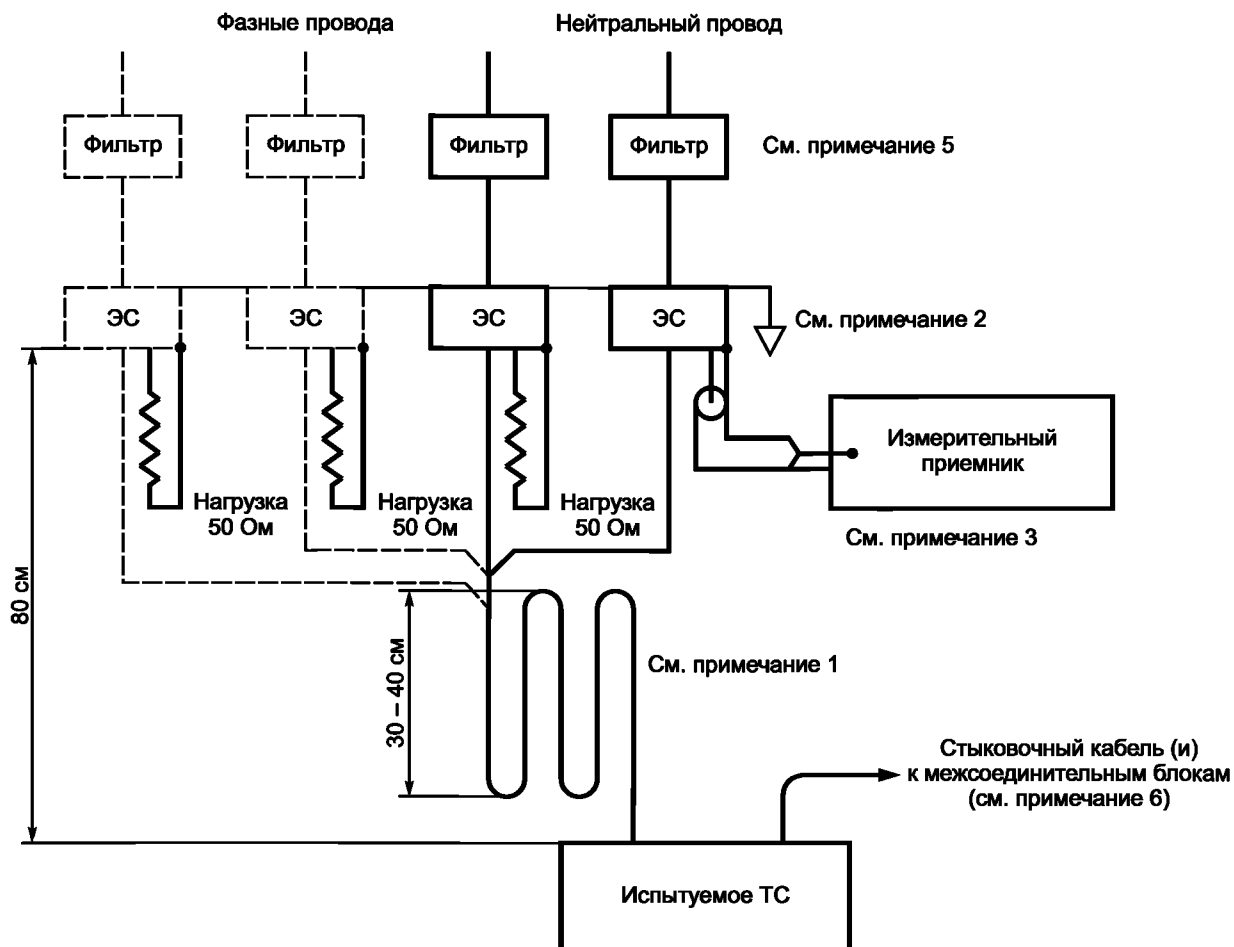 Фазные провода
Нейтральный провод
Фильтр
Фильтр
Фильтр
Фильтр
См. примечание 5
ЭС
ЭС
ЭС
ЭС
См. примечание 2
Измерительный
приемник
Нагрузка
50 Ом
Нагрузка
50 Ом
Нагрузка
50 Ом
См. примечание 3
80 см
30 – 40 см
См. примечание 1
Стыковочный кабель (и)
к межсоединительным блокам
(см. примечание 6)
Испытуемое ТС